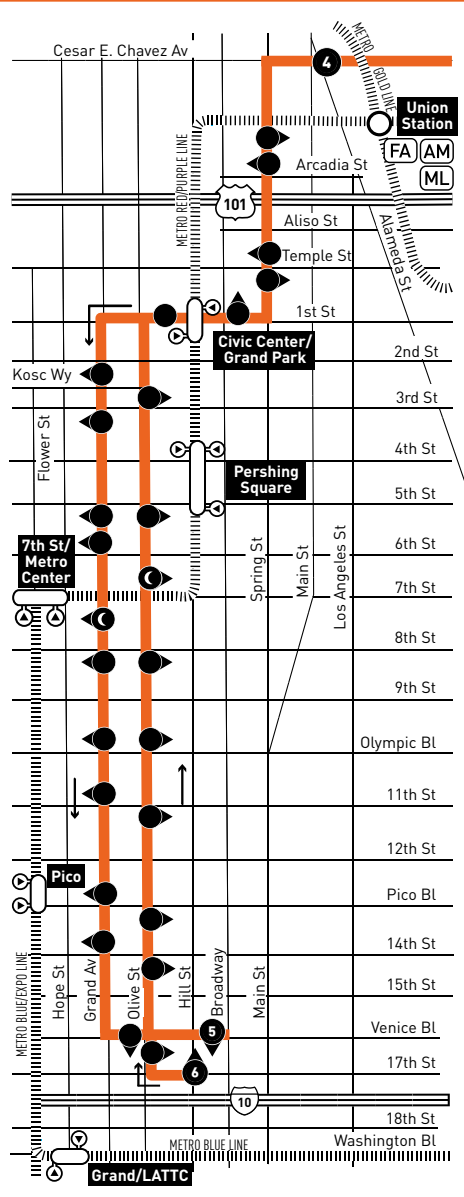 Cesar E. Chavez Av
4
METRO GOLD LINE
Union
Station
FA AM
ML
METRO RED/PURPLE LINE
Arcadia St
101
Aliso St
Alameda St
Temple St
1st St
Civic Center/
Grand Park
2nd St
Kosc Wy
3rd St
Flower St
4th St
Pershing
Square
5th St
7th St/
Metro
Center
6th St
Spring St
Main St
Los Angeles St
7th St
8th St
9th St
Olympic Bl
11th St
12th St
Pico
Pico Bl
14th St
Hope St
Grand Av
Olive St
Hill St
Broadway
Main St
15th St
METRO BLUE/EXPO LINE
5
Venice Bl
6
17th St
10
18th St
METRO BLUE LINE
Washington Bl
Grand/LATTC